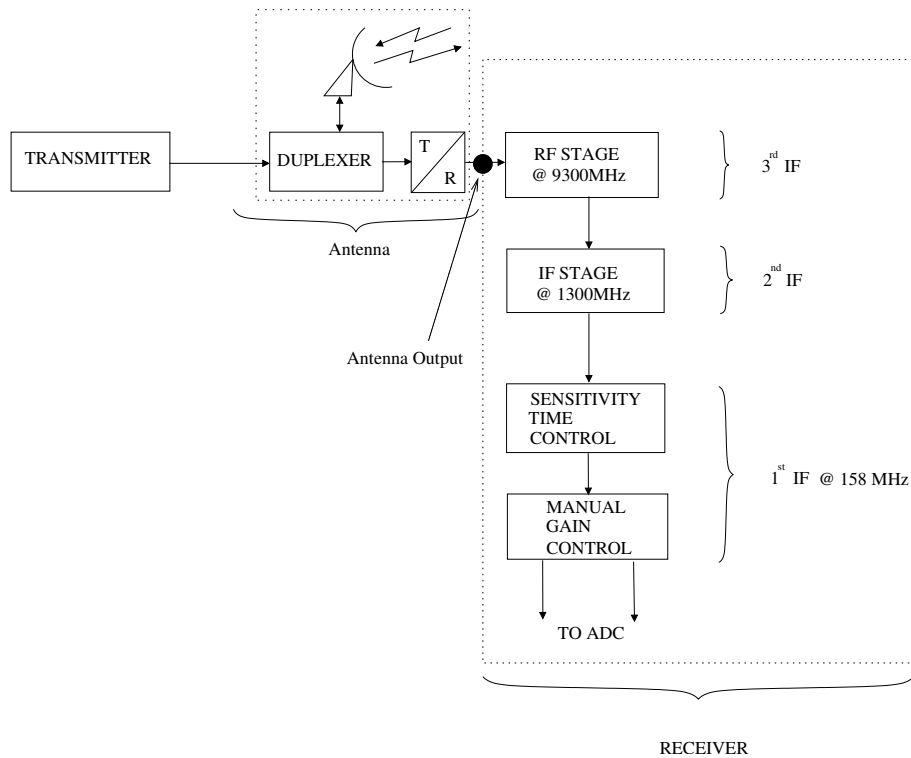 TRANSMITTER
DUPLEXER
T
R
RF STAGE
@ 9300MHz
3rd IF
Antenna
IF STAGE
@ 1300MHz
2nd IF
Antenna Output
SENSITIVITY
TIME
CONTROL
1st IF @ 158 MHz
MANUAL
GAIN
CONTROL
TO ADC
RECEIVER